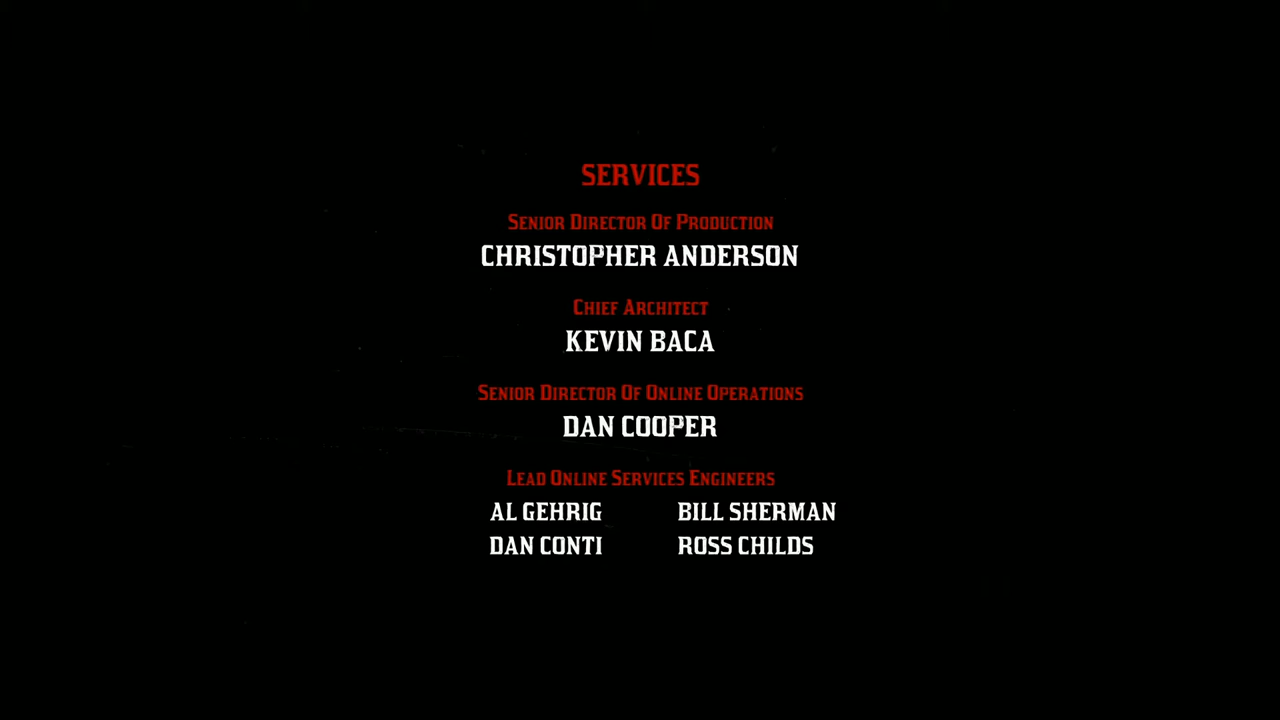 SERVICES
Senior Director Of Production
CHRISTOPHER ANDERSON
Chief Architect
KEVIN BACA
Senior Director Of Online Operations
DAN COOPER
Lead Online Services Engineers
AL GEHRIG BILL SHERMAN
DAN CONTI ROSS CHILDS